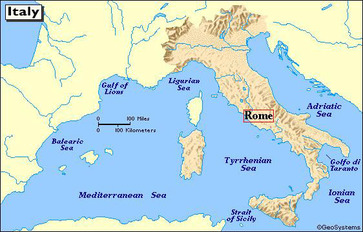 Italy
Gulf of
Lions
Ligurian
Sea
0 100 Miles
0 100 Kilometers
Rome
Adriatic
Sea
Balearic
Sea
Tyrrhenian
Sea
Golfo di
Taranto
Mediterranean Sea
Ionian
Sea
Strait
of Sicily
©GeoSystems